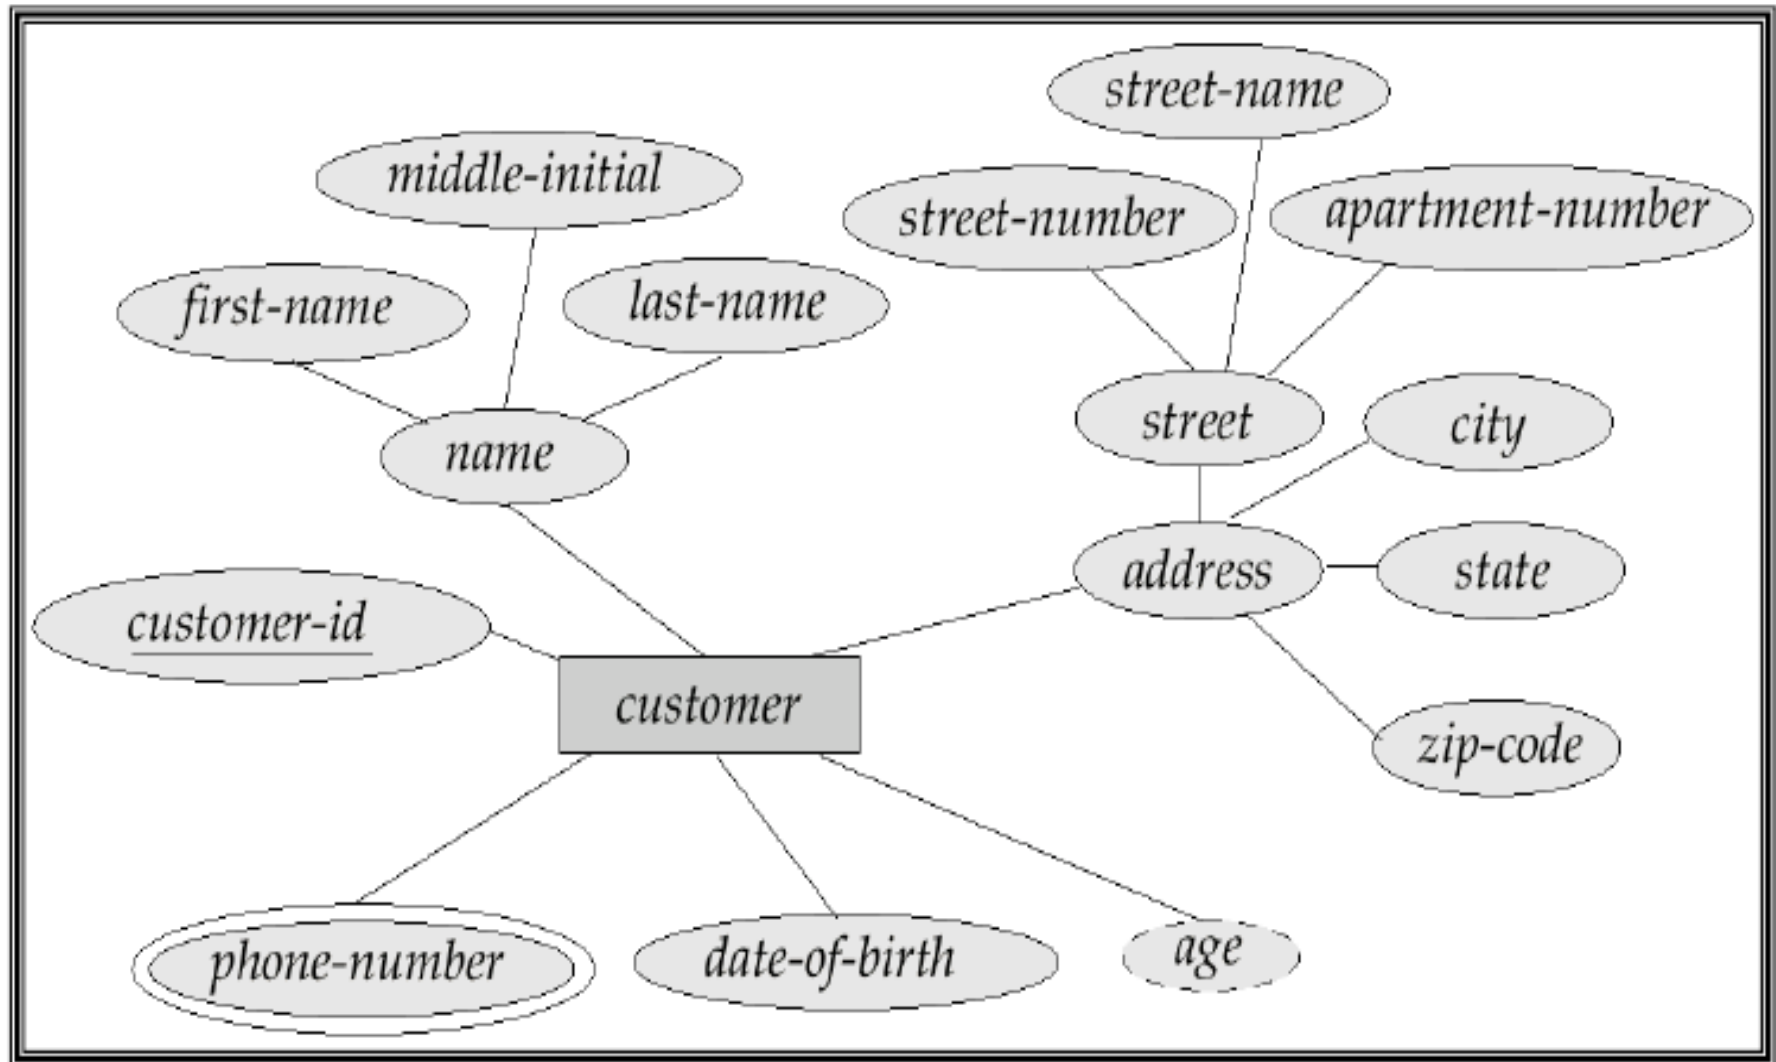 street-name
middle-initial
street-number
apartment-number
first-name
last-name
street
city
name
address
state
customer-id
customer
zip-code
phone-number
date-of-birth
age